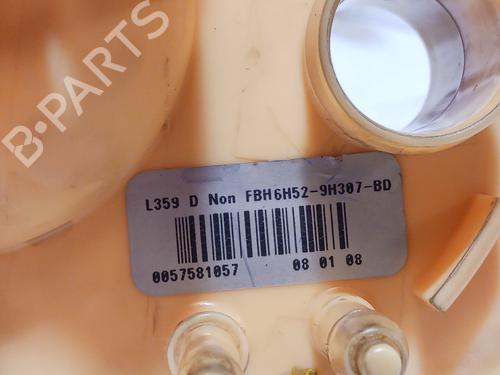 B-PARTS
L359 D Non FBH6H52-9H307-BD
0057581057 08 01 08